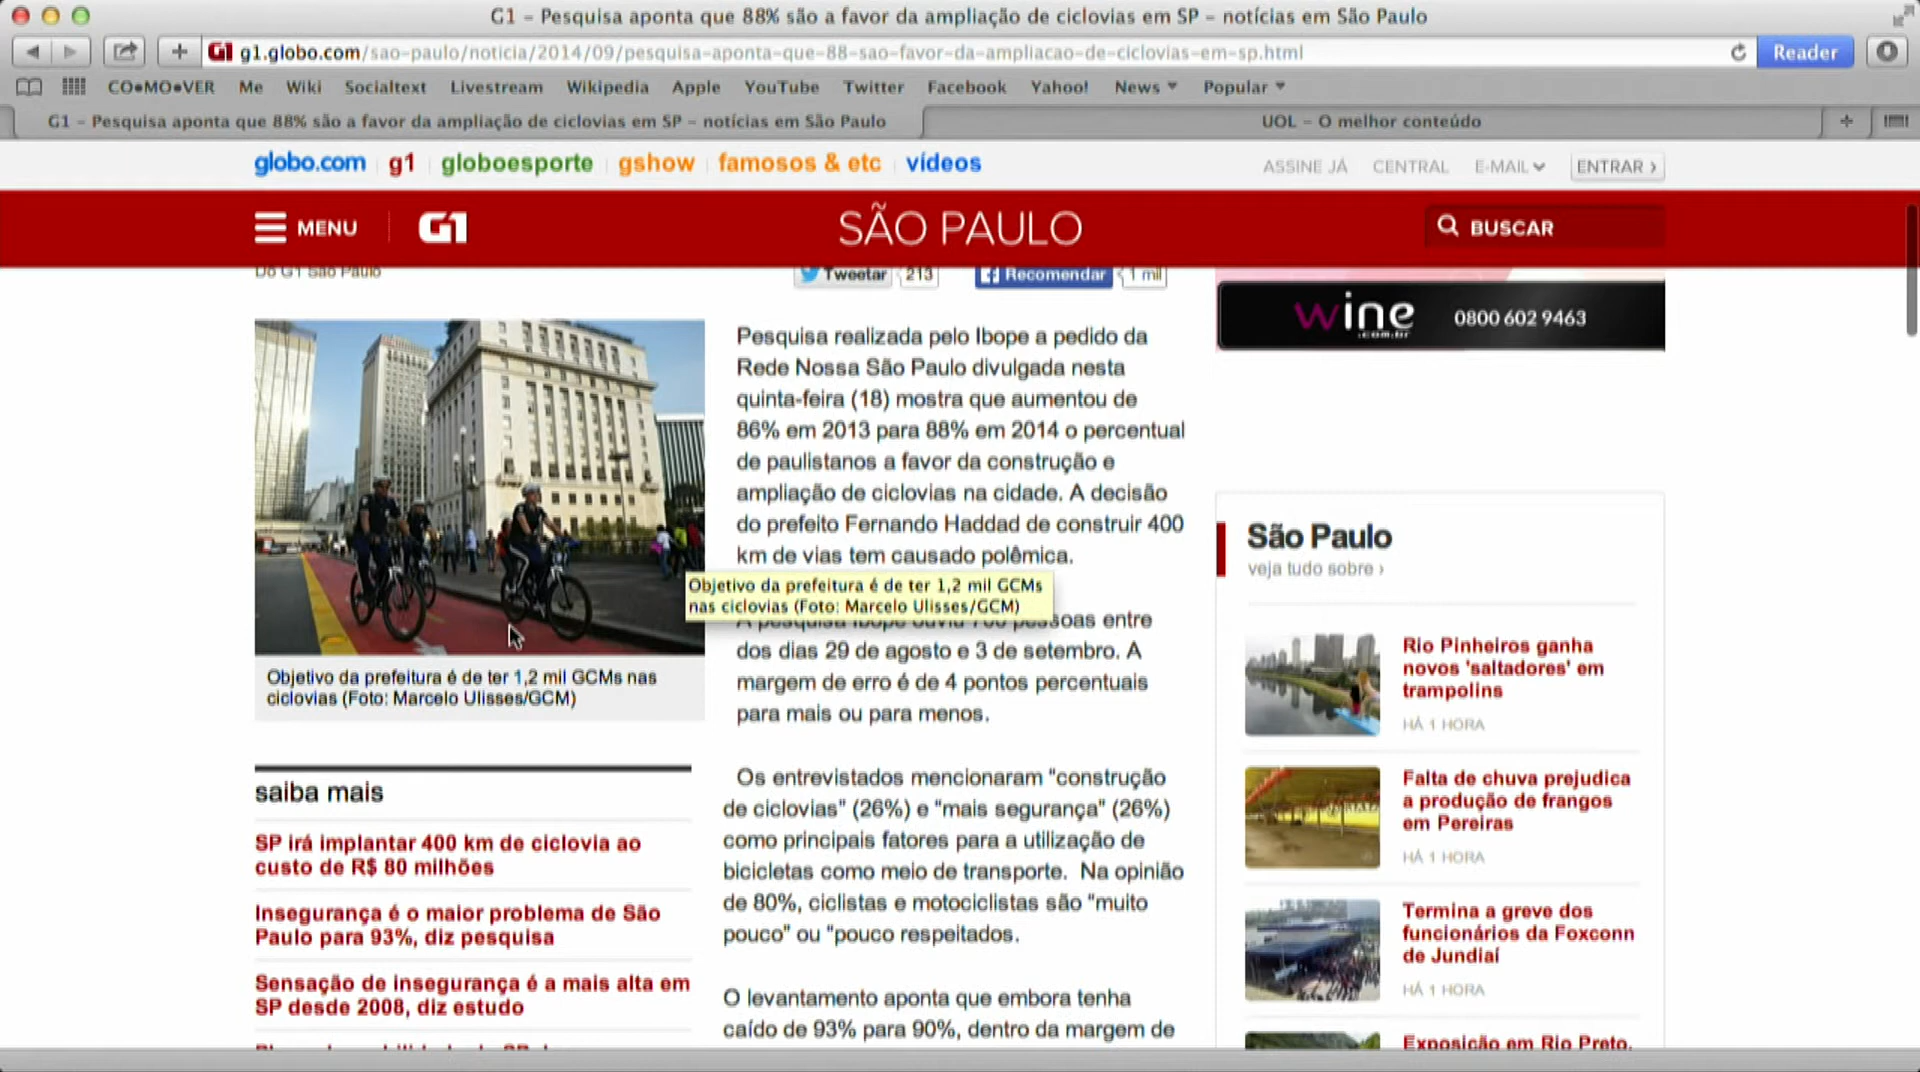 G1 – Pesquisa aponta que 88% são a favor da ampliação de ciclovias em SP – notícias em São Paulo
G1 g1.globo.com/sao-paulo/noticia/2014/09/pesquisa-aponta-que-88-sao-favor-da-ampliacao-de-ciclovias-em-sp.html
Reader
CO●MO●VER Me Wiki Socialtext Livestream Wikipedia Apple YouTube Twitter Facebook Yahoo! News Popular
G1 – Pesquisa aponta que 88% são a favor da ampliação de ciclovias em SP – notícias em São Paulo
UOL – O melhor conteúdo
globo.com g1 globoesporte gshow famosos & etc vídeos
ASSINE JÁ CENTRAL E-MAIL ENTRAR ›
MENU G1 SÃO PAULO BUSCAR
Do G1 São Paulo
Tweetar 213 Recomendar 1 mil
wine
.com.br
0800 602 9463
Pesquisa realizada pelo Ibope a pedido da
Rede Nossa São Paulo divulgada nesta
quinta-feira (18) mostra que aumentou de
86% em 2013 para 88% em 2014 o percentual
de paulistanos a favor da construção e
ampliação de ciclovias na cidade. A decisão
do prefeito Fernando Haddad de construir 400
km de vias tem causado polêmica.
Objetivo da prefeitura é de ter 1,2 mil GCMs
nas ciclovias (Foto: Marcelo Ulisses/GCM)
A pesquisa Ibope ouviu 700 pessoas entre
dos dias 29 de agosto e 3 de setembro. A
margem de erro é de 4 pontos percentuais
para mais ou para menos.
Objetivo da prefeitura é de ter 1,2 mil GCMs nas
ciclovias (Foto: Marcelo Ulisses/GCM)
saiba mais
SP irá implantar 400 km de ciclovia ao
custo de R$ 80 milhões
Insegurança é o maior problema de São
Paulo para 93%, diz pesquisa
Sensação de insegurança é a mais alta em
SP desde 2008, diz estudo
Os entrevistados mencionaram "construção
de ciclovias" (26%) e "mais segurança" (26%)
como principais fatores para a utilização de
bicicletas como meio de transporte. Na opinião
de 80%, ciclistas e motociclistas são "muito
pouco" ou "pouco respeitados.
O levantamento aponta que embora tenha
caído de 93% para 90%, dentro da margem de
São Paulo
veja tudo sobre ›
Rio Pinheiros ganha
novos 'saltadores' em
trampolins
HÁ 1 HORA
Falta de chuva prejudica
a produção de frangos
em Pereiras
HÁ 1 HORA
Termina a greve dos
funcionários da Foxconn
de Jundiaí
HÁ 1 HORA
Exposição em Rio Preto,